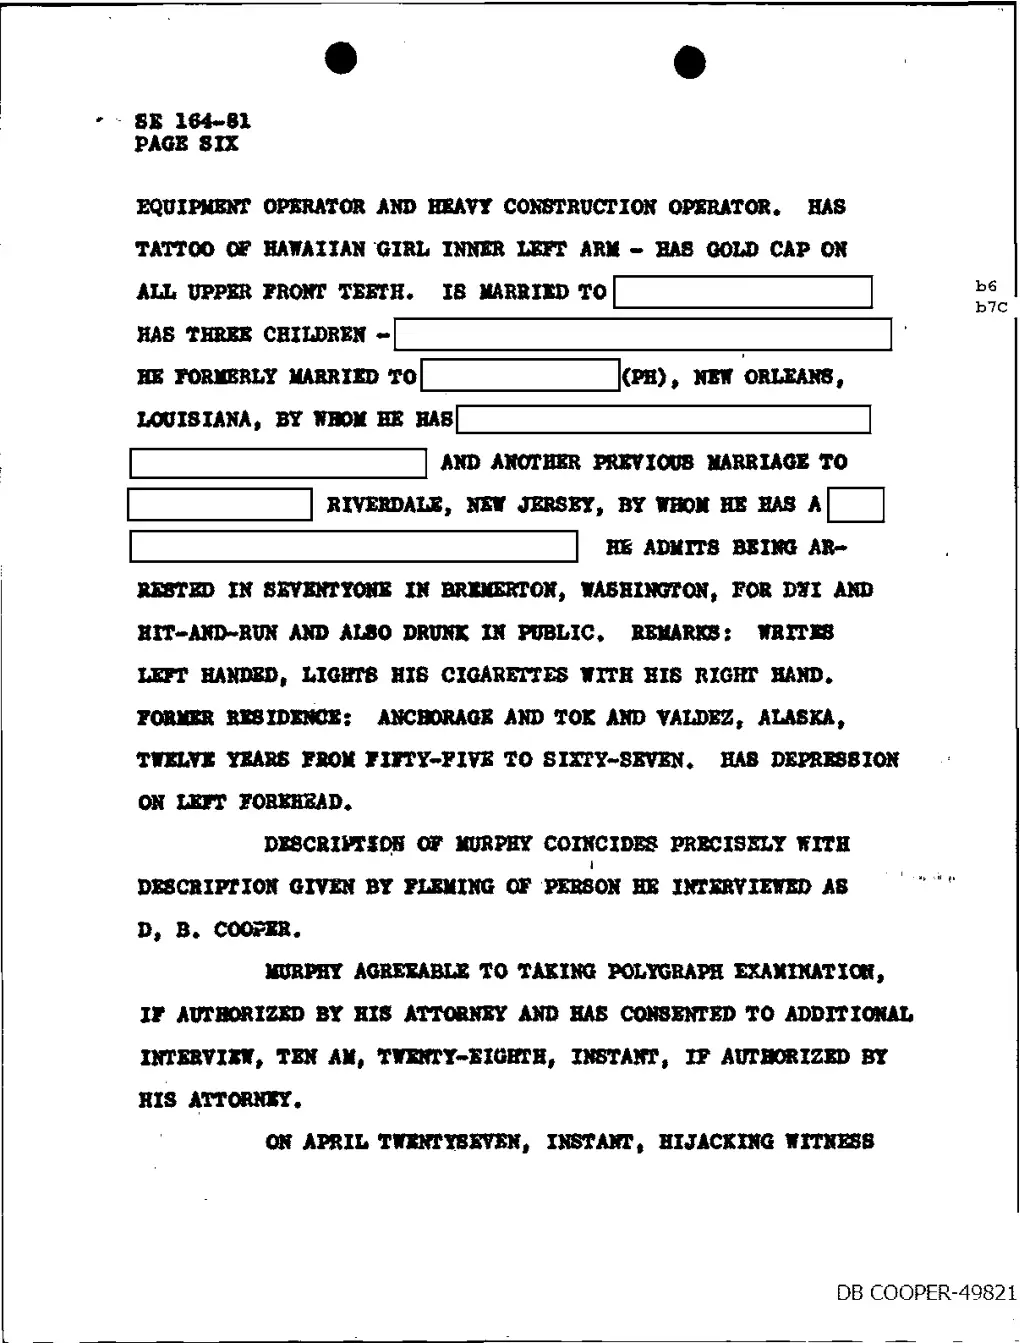 SE 164-81
PAGE SIX
EQUIPMENT OPERATOR AND HEAVY CONSTRUCTION OPERATOR. HAS
TATTOO OF HAWAIIAN GIRL INNER LEFT ARM - HAS GOLD CAP ON
ALL UPPER FRONT TEETH. IS MARRIED TO
b6
b7C
HAS THREE CHILDREN -
HE FORMERLY MARRIED TO (PH), NEW ORLEANS,
LOUISIANA, BY WHOM HE HAS
AND ANOTHER PREVIOUS MARRIAGE TO
RIVERDALE, NEW JERSEY, BY WHOM HE HAS A
HE ADMITS BEING AR-
RESTED IN SEVENTYONE IN BREMERTON, WASHINGTON, FOR DWI AND
HIT-AND-RUN AND ALSO DRUNK IN PUBLIC. REMARKS: WRITES
LEFT HANDED, LIGHTS HIS CIGARETTES WITH HIS RIGHT HAND.
FORMER RESIDENCE: ANCHORAGE AND TOK AND VALDEZ, ALASKA,
TWELVE YEARS FROM FIFTY-FIVE TO SIXTY-SEVEN. HAS DEPRESSION
ON LEFT FOREHEAD.
DESCRIPTION OF MURPHY COINCIDES PRECISELY WITH
DESCRIPTION GIVEN BY FLEMING OF PERSON HE INTERVIEWED AS
D, B. COOPER.
MURPHY AGREEABLE TO TAKING POLYGRAPH EXAMINATION,
IF AUTHORIZED BY HIS ATTORNEY AND HAS CONSENTED TO ADDITIONAL
INTERVIEW, TEN AM, TWENTY-EIGHTH, INSTANT, IF AUTHORIZED BY
HIS ATTORNEY.
ON APRIL TWENTYSEVEN, INSTANT, HIJACKING WITNESS
DB COOPER-49821